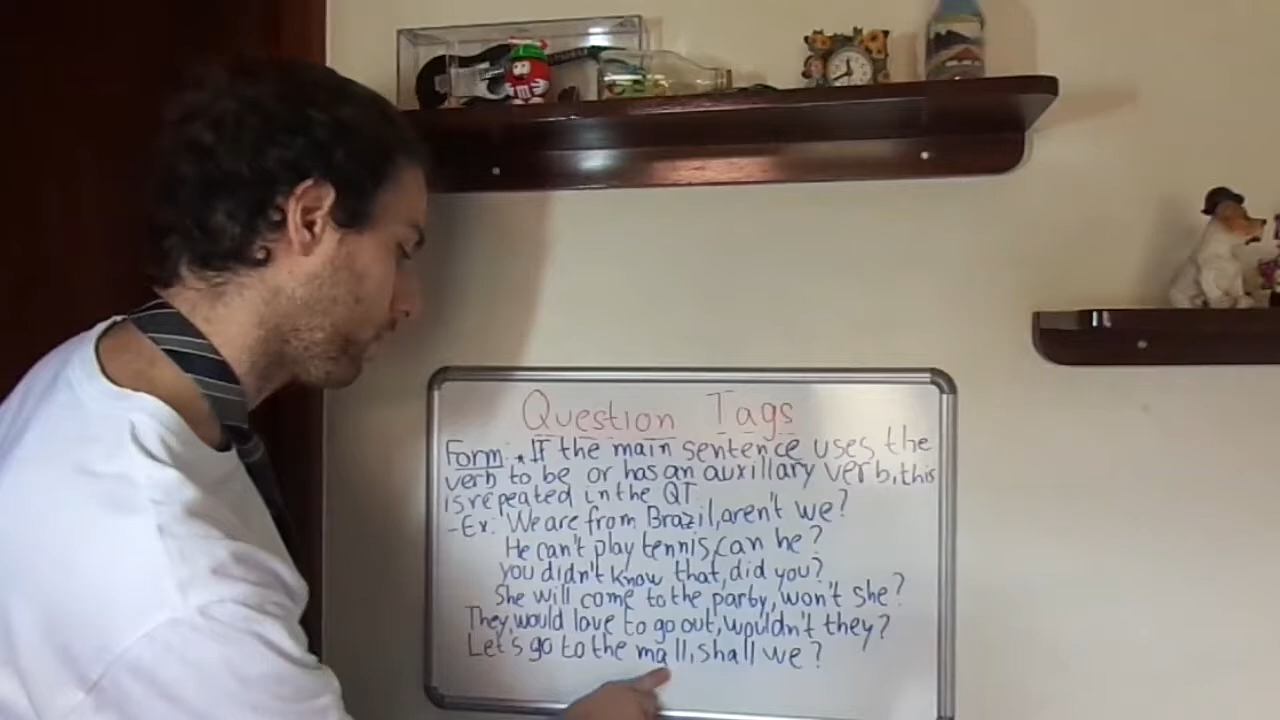 Question Tags
Form: * If the main sentence uses the
verb to be or has an auxillary verb, this
is repeated in the QT
- Ex: We are from Brazil, aren't we?
He can't play tennis, can he?
you didn't know that, did you?
She will come to the party, won't she?
They would love to go out, wouldn't they?
Let's go to the mall, shall we?